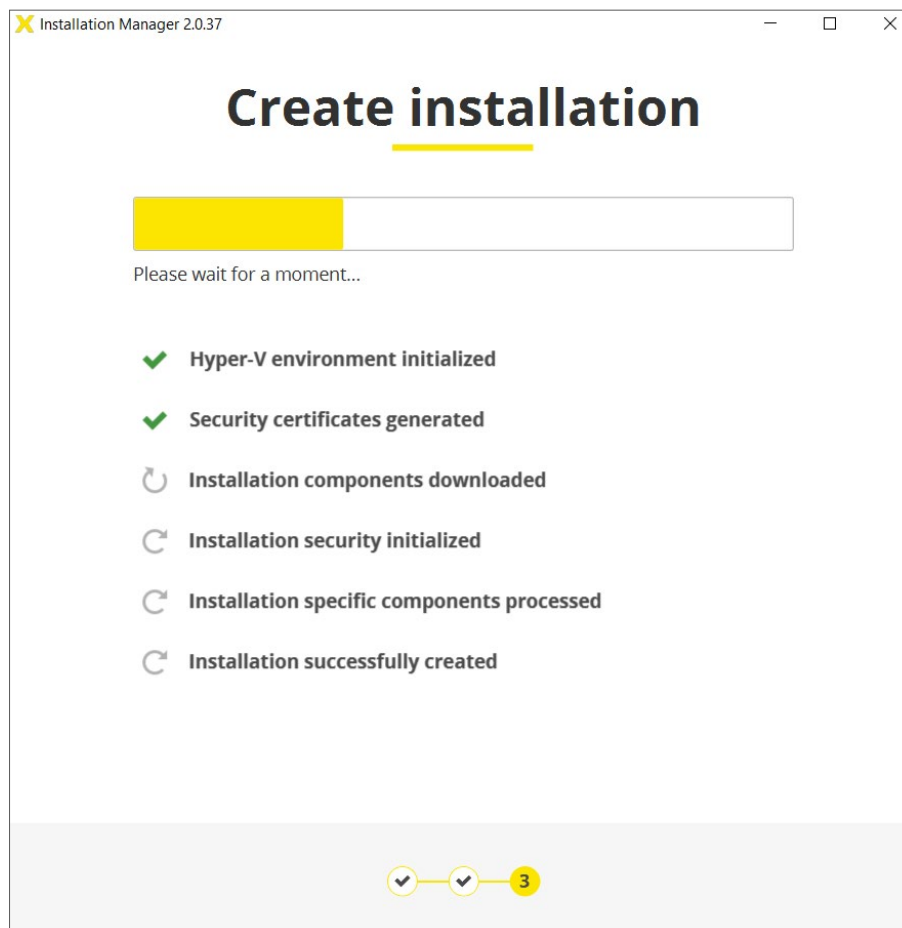 Installation Manager 2.0.37
Create installation
Please wait for a moment...
Hyper-V environment initialized
Security certificates generated
Installation components downloaded
Installation security initialized
Installation specific components processed
Installation successfully created
3